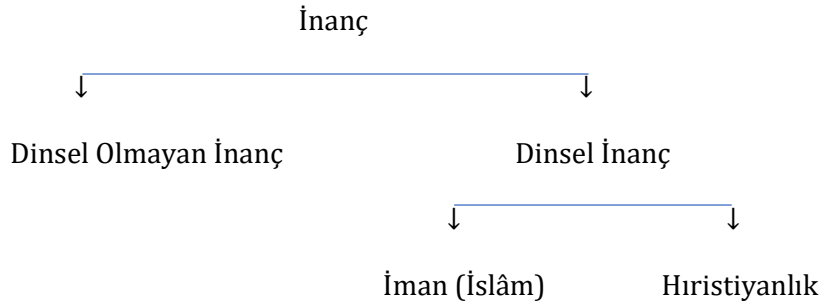 İnanç
Dinsel Olmayan İnanç Dinsel İnanç
İman (İslâm) Hıristiyanlık